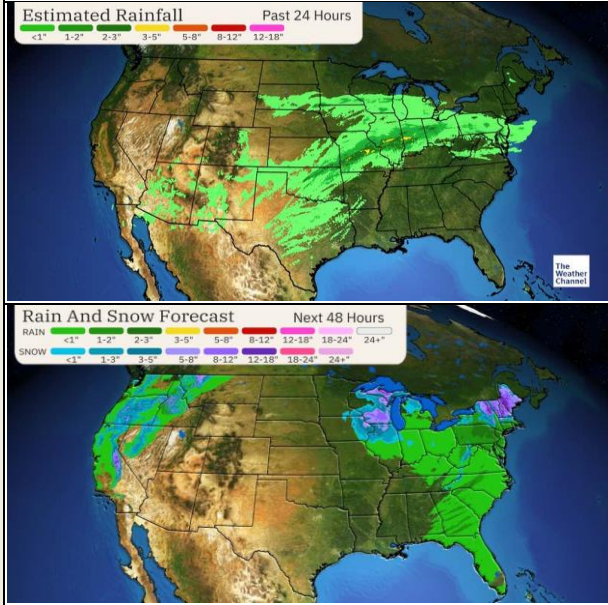 Estimated Rainfall Past 24 Hours
<1" 1-2" 2-3" 3-5" 5-8" 8-12" 12-18"
The
Weather
Channel
Rain And Snow Forecast Next 48 Hours
RAIN
<1" 1-2" 2-3" 3-5" 5-8" 8-12" 12-18" 18-24" 24+"
SNOW
<1" 1-3" 3-5" 5-8" 8-12" 12-18" 18-24" 24+"